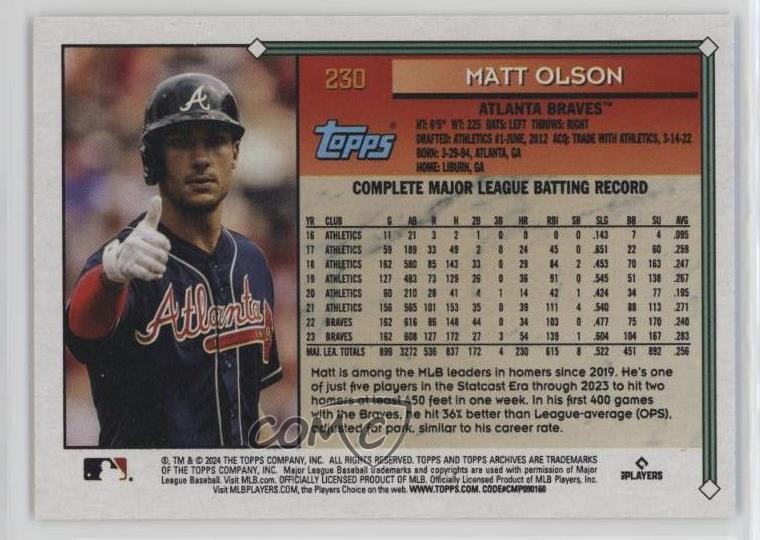 230
MATT OLSON
ATLANTA BRAVES™
Topps®
HT: 6'5" WT: 225 BATS: LEFT THROWS: RIGHT
DRAFTED: ATHLETICS #1-JUNE, 2012 ACQ: TRADE WITH ATHLETICS, 3-14-22
BORN: 3-29-94, ATLANTA, GA
HOME: LIBURN, GA
COMPLETE MAJOR LEAGUE BATTING RECORD
YR CLUB G AB R H 2B 3B HR RBI SB SLG BB SO AVG
16 ATHLETICS 11 21 3 2 1 0 0 0 0 .143 7 4 .095
17 ATHLETICS 59 189 33 49 2 0 24 45 0 .651 22 60 .259
18 ATHLETICS 162 580 85 143 33 0 29 84 2 .453 70 163 .247
19 ATHLETICS 127 483 73 129 26 0 36 91 0 .545 51 138 .267
20 ATHLETICS 60 210 28 41 4 1 14 42 1 .424 34 77 .195
21 ATHLETICS 156 565 101 153 35 0 39 111 4 .540 88 113 .271
22 BRAVES 162 616 86 148 44 0 34 103 0 .477 75 170 .240
23 BRAVES 162 608 127 172 27 3 54 139 1 .604 104 167 .283
MAJ. LEA. TOTALS 899 3272 536 837 172 4 230 615 8 .522 451 892 .256
Matt is among the MLB leaders in homers since 2019. He's one
of just five players in the Statcast Era through 2023 to hit two
homers at least 450 feet in one week. In his first 400 games
with the Braves, he hit 36% better than League-average (OPS),
adjusted for park, similar to his career rate.
A
Atlanta
COMC
®, TM & © 2024 THE TOPPS COMPANY, INC. ALL RIGHTS RESERVED. TOPPS AND TOPPS ARCHIVES ARE TRADEMARKS
OF THE TOPPS COMPANY, INC. Major League Baseball trademarks and copyrights are used with permission of Major
League Baseball. Visit MLB.com. OFFICIALLY LICENSED PRODUCT OF MLB. Officially Licensed Product of MLB Players, Inc.
Visit MLBPLAYERS.COM, the Players Choice on the web. WWW.TOPPS.COM. CODE#CMP090160
PLAYERS